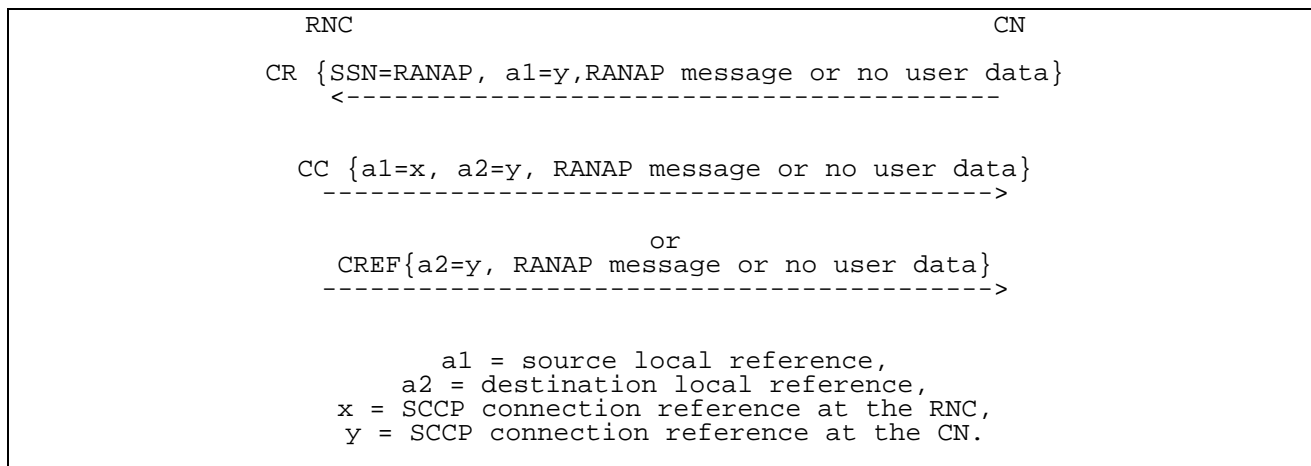 RNC CN
CR {SSN=RANAP, a1=y,RANAP message or no user data}
<-----------------------------------------
CC {a1=x, a2=y, RANAP message or no user data}
------------------------------------------>
or
CREF{a2=y, RANAP message or no user data}
------------------------------------------>
a1 = source local reference,
a2 = destination local reference,
x = SCCP connection reference at the RNC,
y = SCCP connection reference at the CN.